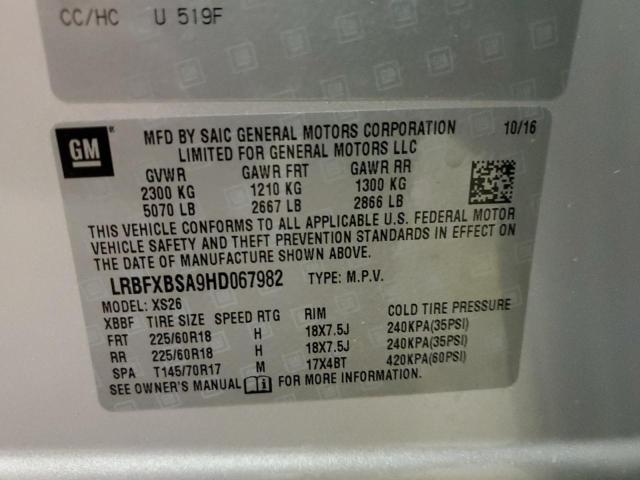 CC/HC U 519F
GM
MFD BY SAIC GENERAL MOTORS CORPORATION 10/16
LIMITED FOR GENERAL MOTORS LLC
GVWR GAWR FRT GAWR RR
2300 KG 1210 KG 1300 KG
5070 LB 2667 LB 2866 LB
THIS VEHICLE CONFORMS TO ALL APPLICABLE U.S. FEDERAL MOTOR
VEHICLE SAFETY AND THEFT PREVENTION STANDARDS IN EFFECT ON
THE DATE OF MANUFACTURE SHOWN ABOVE.
LRBFXBSA9HD067982 TYPE: M.P.V.
MODEL: XS26
XBBF TIRE SIZE SPEED RTG RIM COLD TIRE PRESSURE
FRT 225/60R18 H 18X7.5J 240KPA(35PSI)
RR 225/60R18 H 18X7.5J 240KPA(35PSI)
SPA T145/70R17 M 17X4BT 420KPA(60PSI)
SEE OWNER'S MANUAL FOR MORE INFORMATION.